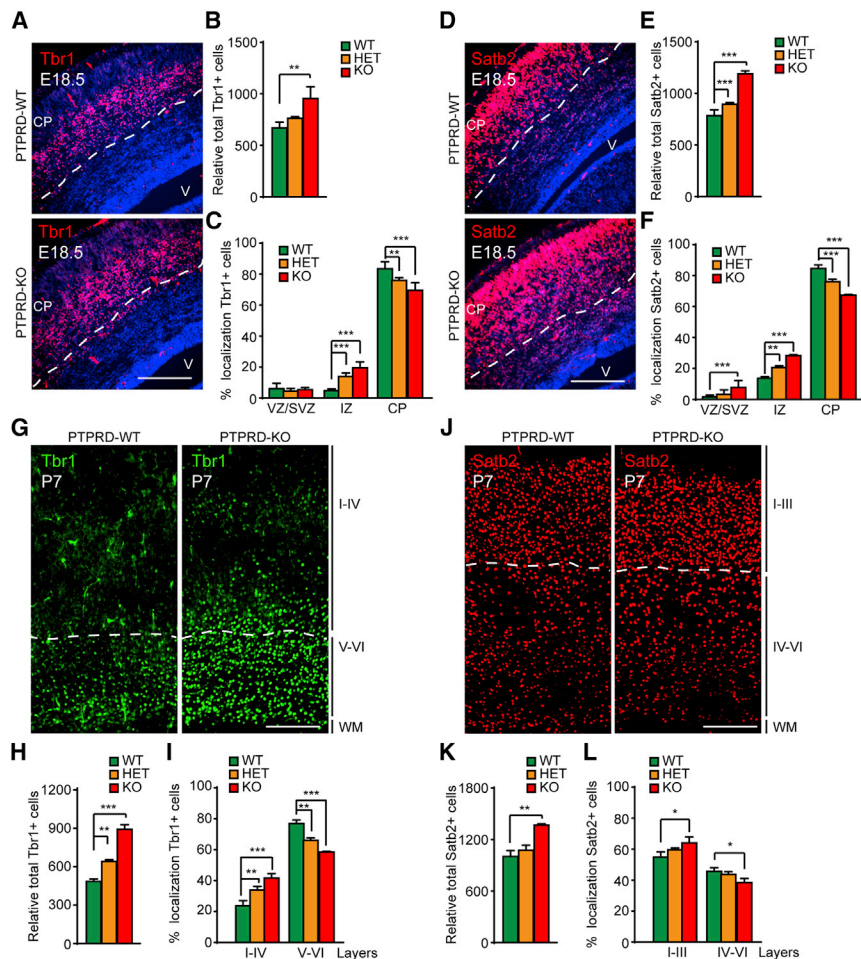 A
Tbr1
E18.5
PTPRD-WT
CP
V
Tbr1
E18.5
PTPRD-KO
CP
V
B
WT
HET
KO
Relative total Tbr1+ cells
1500
1000
500
0
**
C
WT
HET
KO
% localization Tbr1+ cells
80
60
40
20
0
*** ***
** ***
VZ/SVZ IZ CP
D
Satb2
E18.5
PTPRD-WT
CP
V
Satb2
E18.5
PTPRD-KO
CP
V
E
WT
HET
KO
Relative total Satb2+ cells
1500
1000
500
0
***
***
F
WT
HET
KO
% localization Satb2+ cells
80
60
40
20
0
*** *** ***
** ***
VZ/SVZ IZ CP
G
PTPRD-WT PTPRD-KO
Tbr1 Tbr1
P7 P7
I-IV
V-VI
WM
H
WT
HET
KO
Relative total Tbr1+ cells
1200
900
600
300
0
***
**
I
WT
HET
KO
% localization Tbr1+ cells
100
80
60
40
20
0
*** ***
** **
I-IV V-VI Layers
J
PTPRD-WT PTPRD-KO
Satb2 Satb2
P7 P7
I-III
IV-VI
WM
K
WT
HET
KO
Relative total Satb2+ cells
1800
1200
600
0
**
L
WT
HET
KO
% localization Satb2+ cells
100
80
60
40
20
0
* *
I-III IV-VI Layers